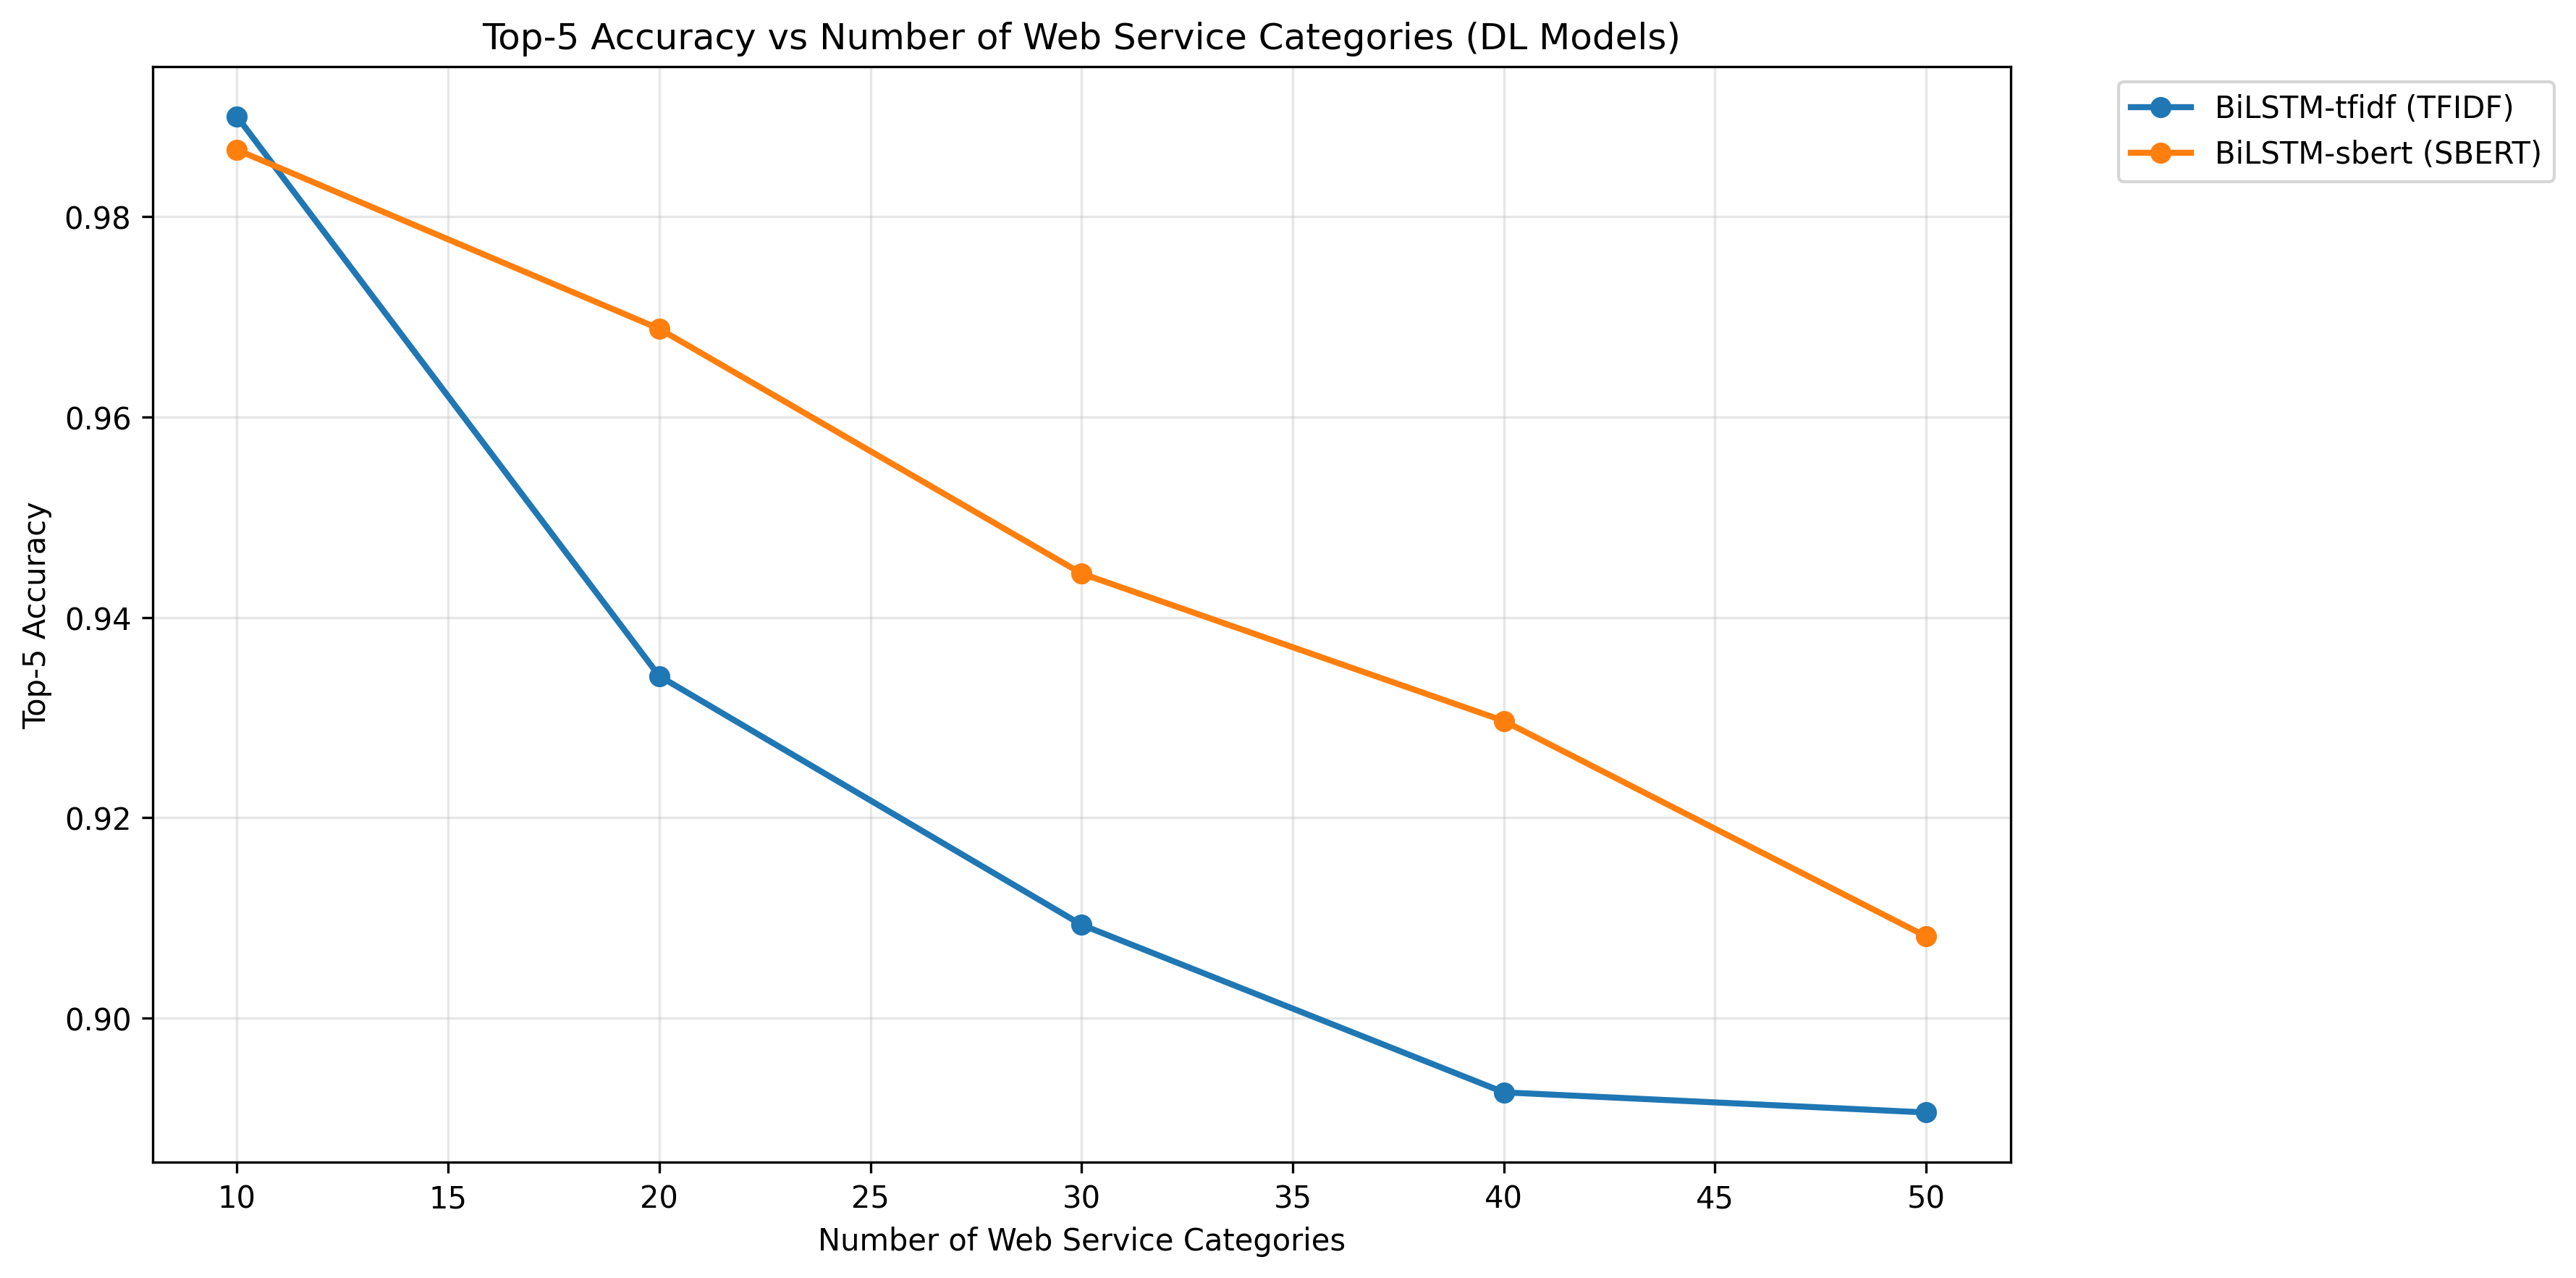 Top-5 Accuracy vs Number of Web Service Categories (DL Models)
BiLSTM-tfidf (TFIDF)
BiLSTM-sbert (SBERT)
0.98
0.96
0.94
0.92
0.90
Top-5 Accuracy
10 15 20 25 30 35 40 45 50
Number of Web Service Categories